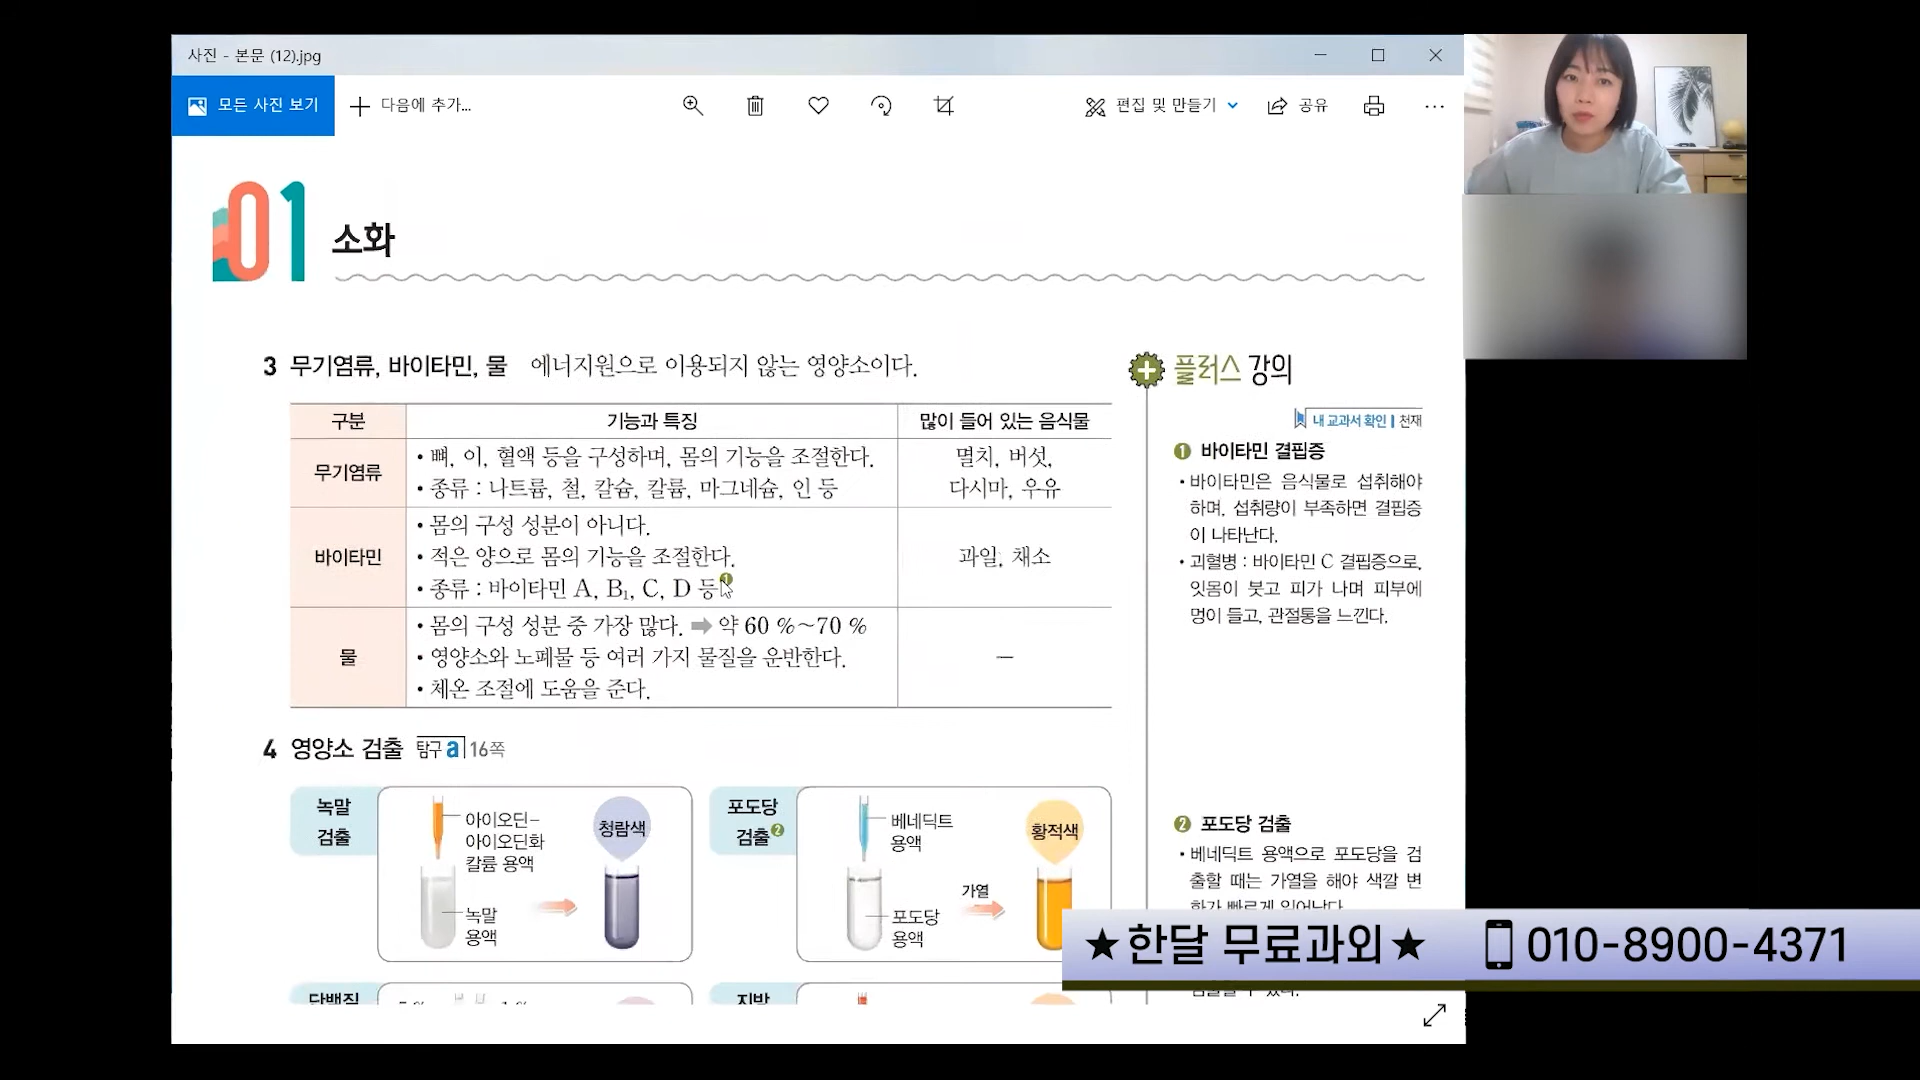 사진 - 본문 (12).jpg
모든 사진 보기
다음에 추가...
편집 및 만들기
공유
01 소화
3 무기염류, 바이타민, 물 에너지원으로 이용되지 않는 영양소이다.
구분 기능과 특징 많이 들어 있는 음식물
무기염류
• 뼈, 이, 혈액 등을 구성하며, 몸의 기능을 조절한다.
• 종류 : 나트륨, 철, 칼슘, 칼륨, 마그네슘, 인 등
멸치, 버섯,
다시마, 우유
바이타민
• 몸의 구성 성분이 아니다.
• 적은 양으로 몸의 기능을 조절한다.
• 종류 : 바이타민 A, B₁, C, D 등 1
과일, 채소
물
• 몸의 구성 성분 중 가장 많다. ➡ 약 60 %~70 %
• 영양소와 노폐물 등 여러 가지 물질을 운반한다.
• 체온 조절에 도움을 준다.
—
4 영양소 검출 탐구 a 16쪽
녹말
검출
아이오딘-
아이오딘화
칼륨 용액
녹말
용액
청람색
포도당
검출 2
베네딕트
용액
포도당
용액
가열
황적색
단백질
지방
플러스 강의
내 교과서 확인 | 천재
1 바이타민 결핍증
• 바이타민은 음식물로 섭취해야
하며, 섭취량이 부족하면 결핍증
이 나타난다.
• 괴혈병 : 바이타민 C 결핍증으로,
잇몸이 붓고 피가 나며 피부에
멍이 들고, 관절통을 느낀다.
2 포도당 검출
• 베네딕트 용액으로 포도당을 검
출할 때는 가열을 해야 색깔 변
화가 빠르게 일어난다.
★한달 무료과외★ 010-8900-4371